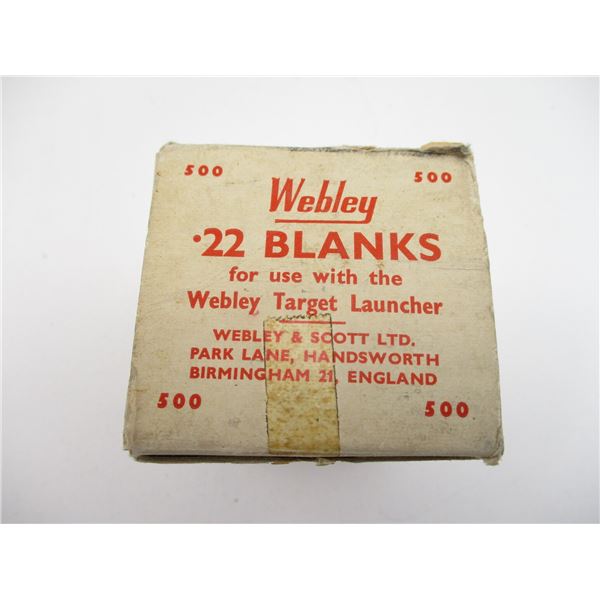 500 500
Webley
.22 BLANKS
for use with the
Webley Target Launcher
WEBLEY & SCOTT LTD.
PARK LANE, HANDSWORTH
BIRMINGHAM 21, ENGLAND
500 500